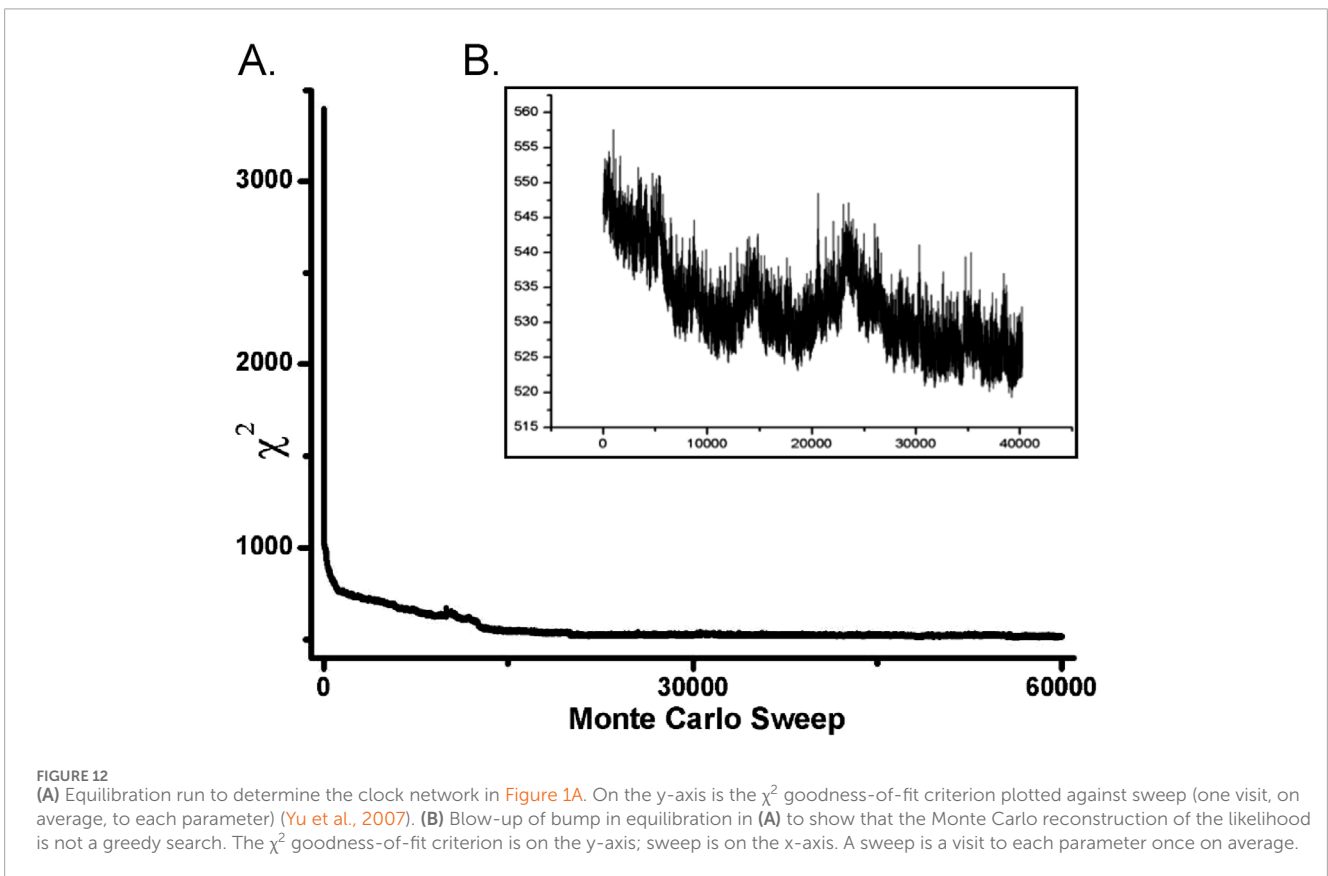 A.
B.
560
555
550
545
540
535
530
525
520
515
0
10000
20000
30000
40000
3000
2000
1000
χ²
0
30000
60000
Monte Carlo Sweep
FIGURE 12
(A) Equilibration run to determine the clock network in Figure 1A. On the y-axis is the χ² goodness-of-fit criterion plotted against sweep (one visit, on
average, to each parameter) (Yu et al., 2007). (B) Blow-up of bump in equilibration in (A) to show that the Monte Carlo reconstruction of the likelihood
is not a greedy search. The χ² goodness-of-fit criterion is on the y-axis; sweep is on the x-axis. A sweep is a visit to each parameter once on average.